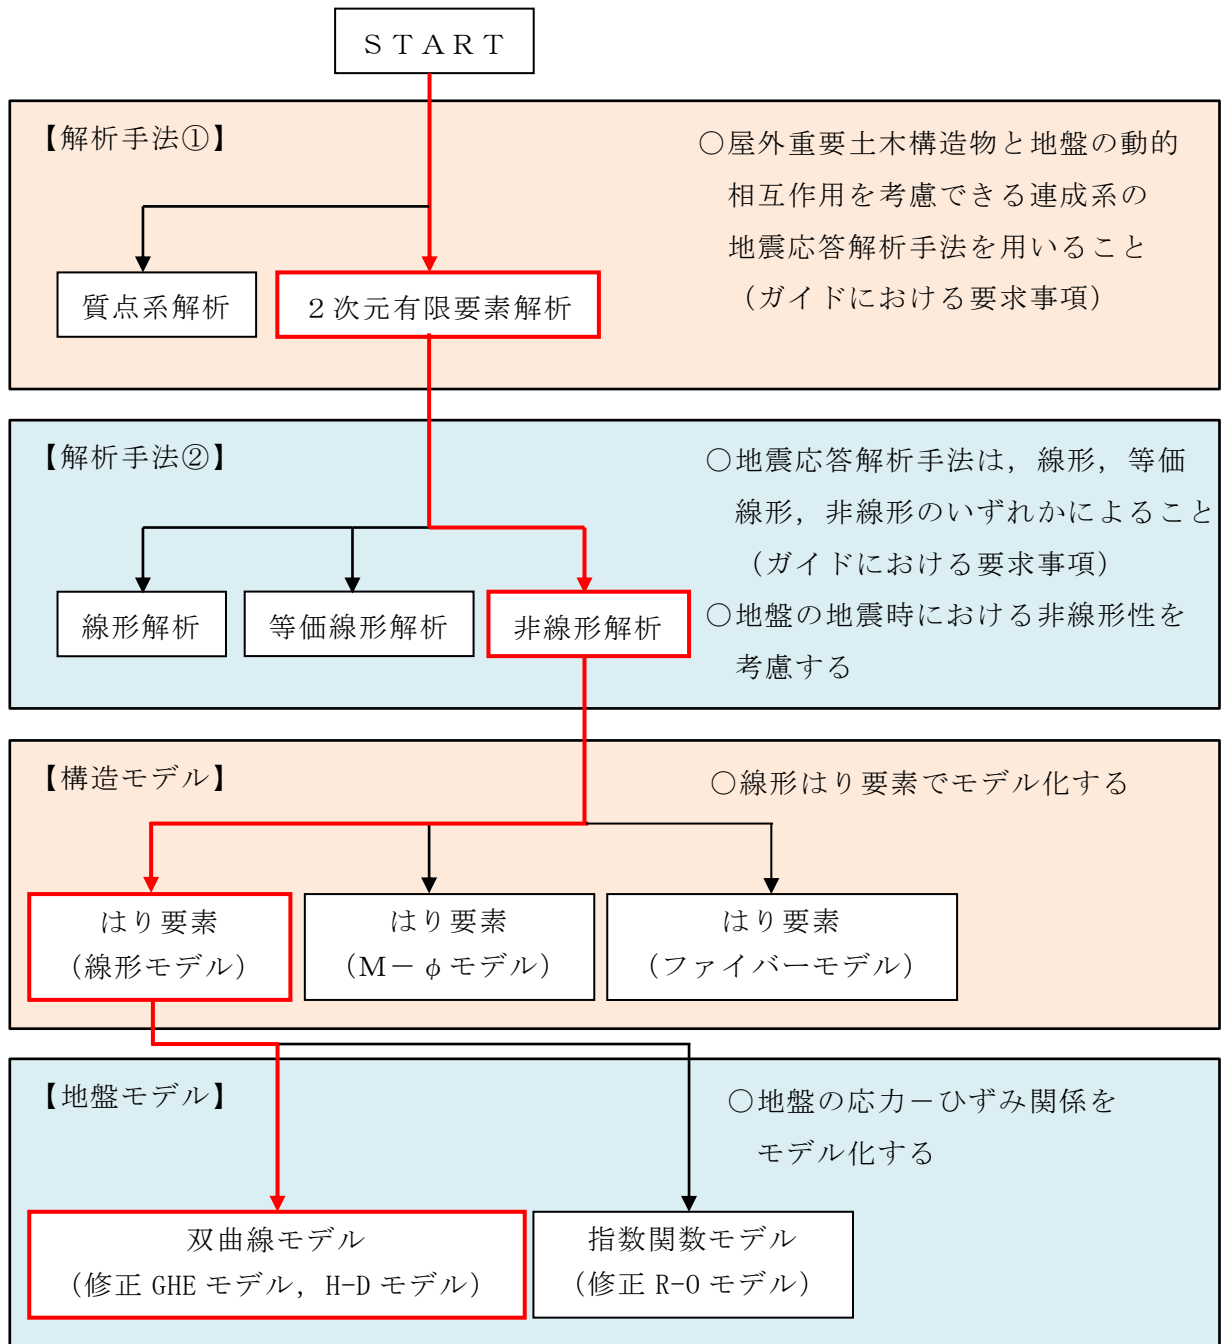 ＳＴＡＲＴ
【解析手法①】
○屋外重要土木構造物と地盤の動的
相互作用を考慮できる連成系の
地震応答解析手法を用いること
（ガイドにおける要求事項）
質点系解析
２次元有限要素解析
【解析手法②】
○地震応答解析手法は，線形，等価
線形，非線形のいずれかによること
（ガイドにおける要求事項）
○地盤の地震時における非線形性を
考慮する
線形解析
等価線形解析
非線形解析
【構造モデル】
○線形はり要素でモデル化する
はり要素
（線形モデル）
はり要素
（Ｍ－φモデル）
はり要素
（ファイバーモデル）
【地盤モデル】
○地盤の応力－ひずみ関係を
モデル化する
双曲線モデル
（修正 GHE モデル，H-D モデル）
指数関数モデル
（修正 R-O モデル）